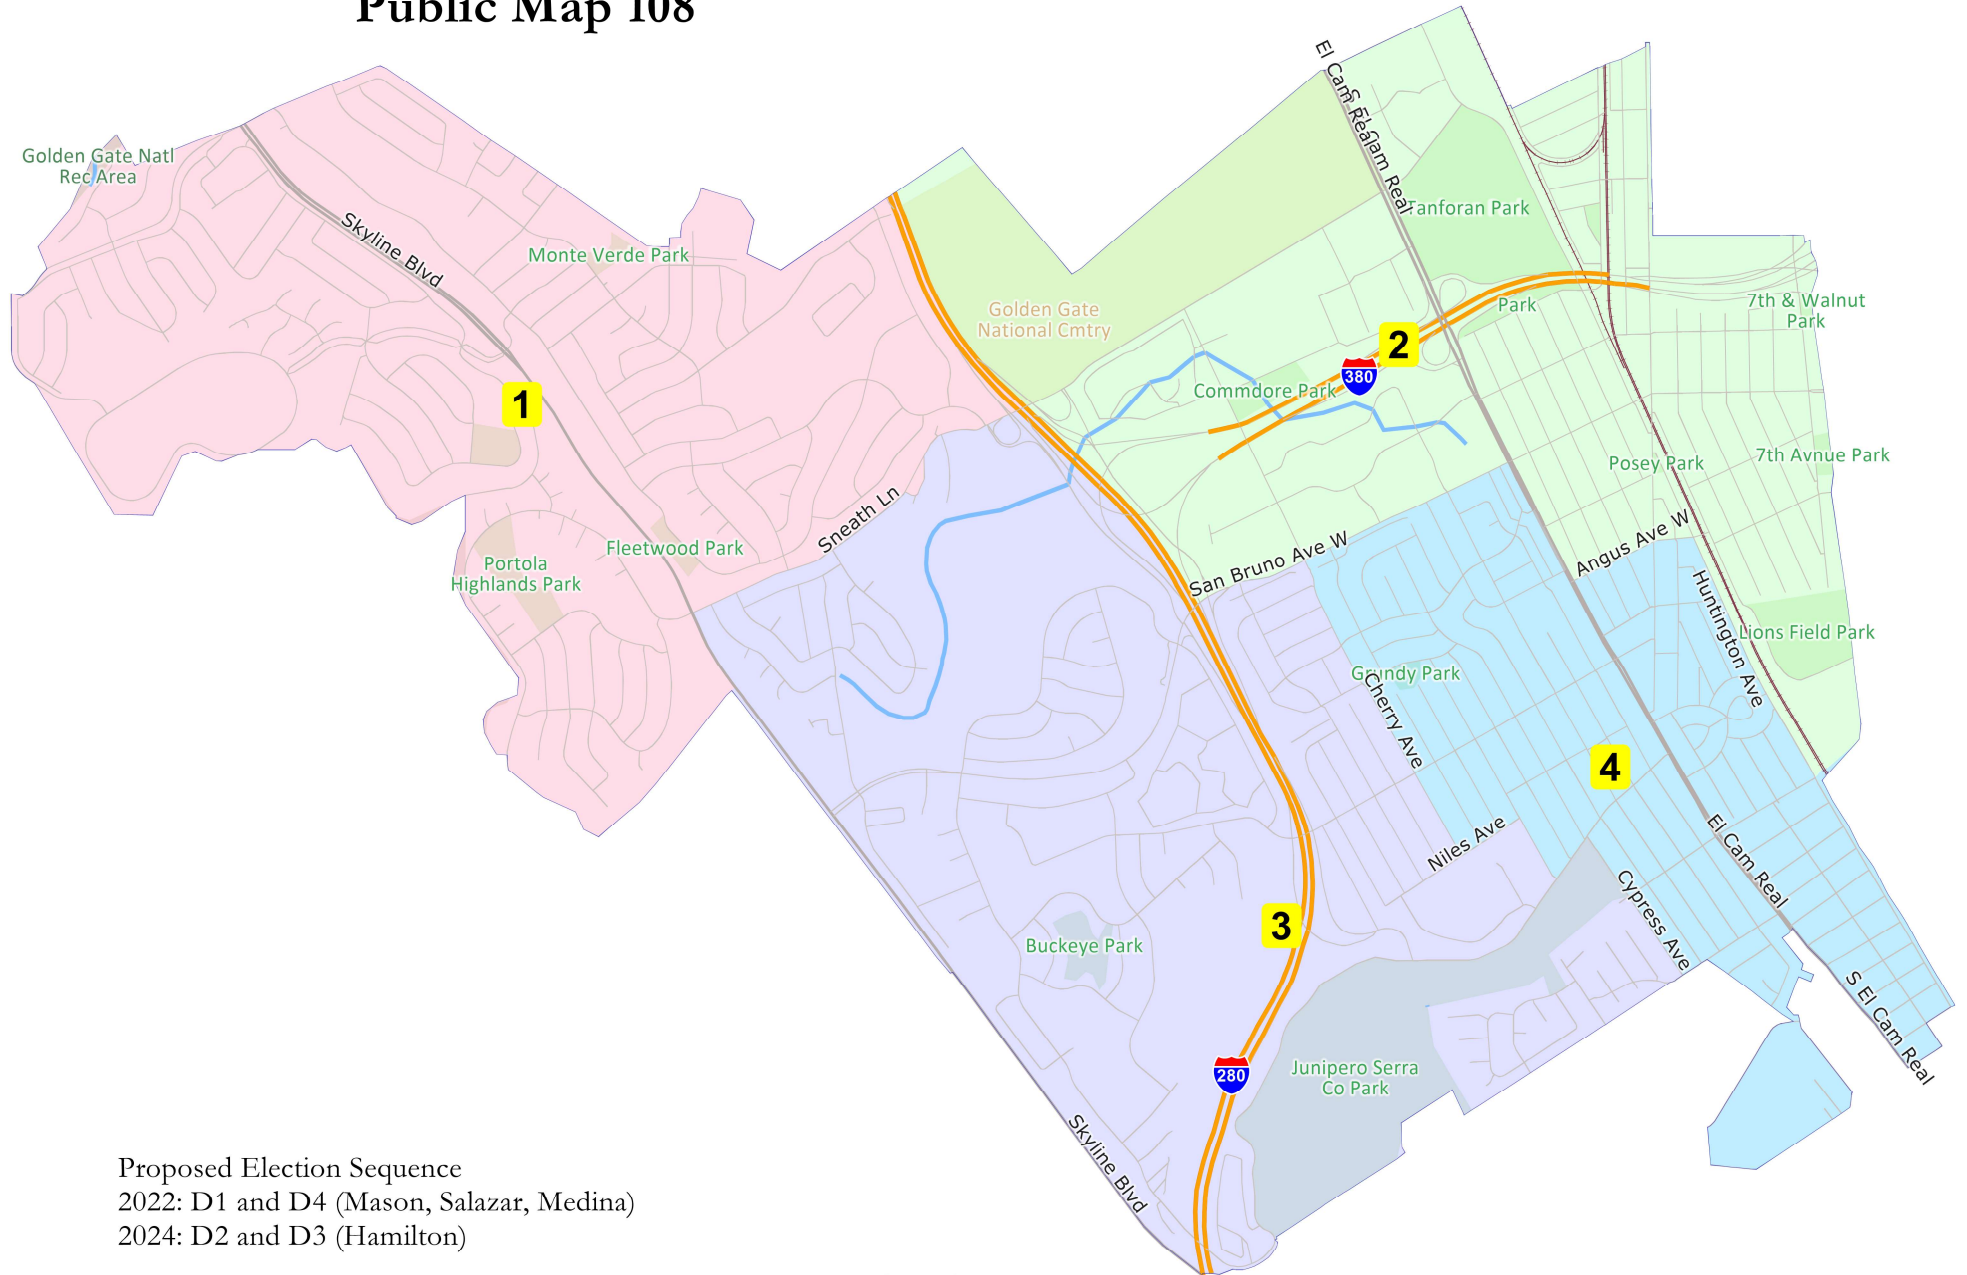 Public Map 108
El Cam Real
S El Cam Real
Golden Gate Natl
Rec Area
Skyline Blvd
Monte Verde Park
Tanforan Park
Golden Gate
National Cmtry
Park
7th & Walnut
Park
2
380
Commdore Park
1
Posey Park
7th Avnue Park
Sneath Ln
Fleetwood Park
San Bruno Ave W
Angus Ave W
Portola
Highlands Park
Huntington Ave
Lions Field Park
Grundy Park
Cherry Ave
4
Niles Ave
El Cam Real
Cypress Ave
3
Buckeye Park
S El Cam Real
280
Junipero Serra
Co Park
Skyline Blvd
Proposed Election Sequence
2022: D1 and D4 (Mason, Salazar, Medina)
2024: D2 and D3 (Hamilton)